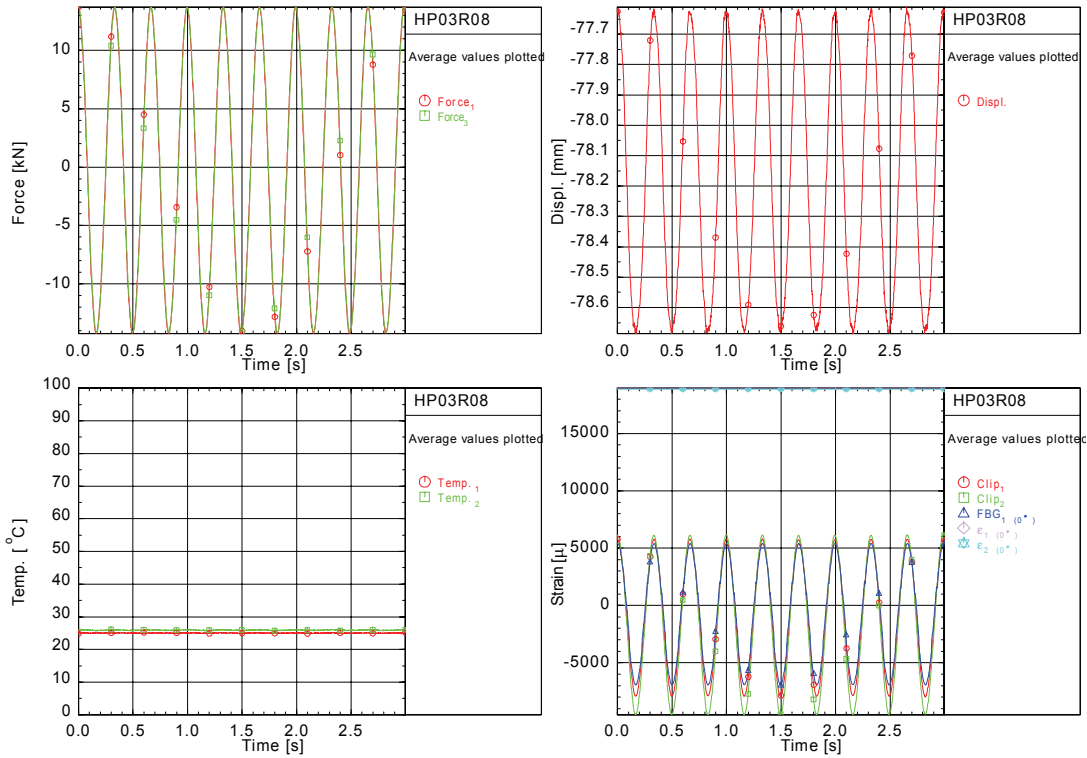 HP03R08
Average values plotted
Force₁
Force₃
10
5
0
-5
-10
Force [kN]
0.0 0.5 1.0 1.5 2.0 2.5
Time [s]
HP03R08
Average values plotted
Displ.
-77.7
-77.8
-77.9
-78.0
-78.1
-78.2
-78.3
-78.4
-78.5
-78.6
Displ. [mm]
0.0 0.5 1.0 1.5 2.0 2.5
Time [s]
HP03R08
Average values plotted
Temp. ₁
Temp. ₂
100
90
80
70
60
50
40
30
20
10
0
Temp. [ °C]
0.0 0.5 1.0 1.5 2.0 2.5
Time [s]
HP03R08
Average values plotted
Clip₁
Clip₂
FBG₁ (0°)
ε₁ (0°)
ε₂ (0°)
15000
10000
5000
0
-5000
Strain [µ]
0.0 0.5 1.0 1.5 2.0 2.5
Time [s]